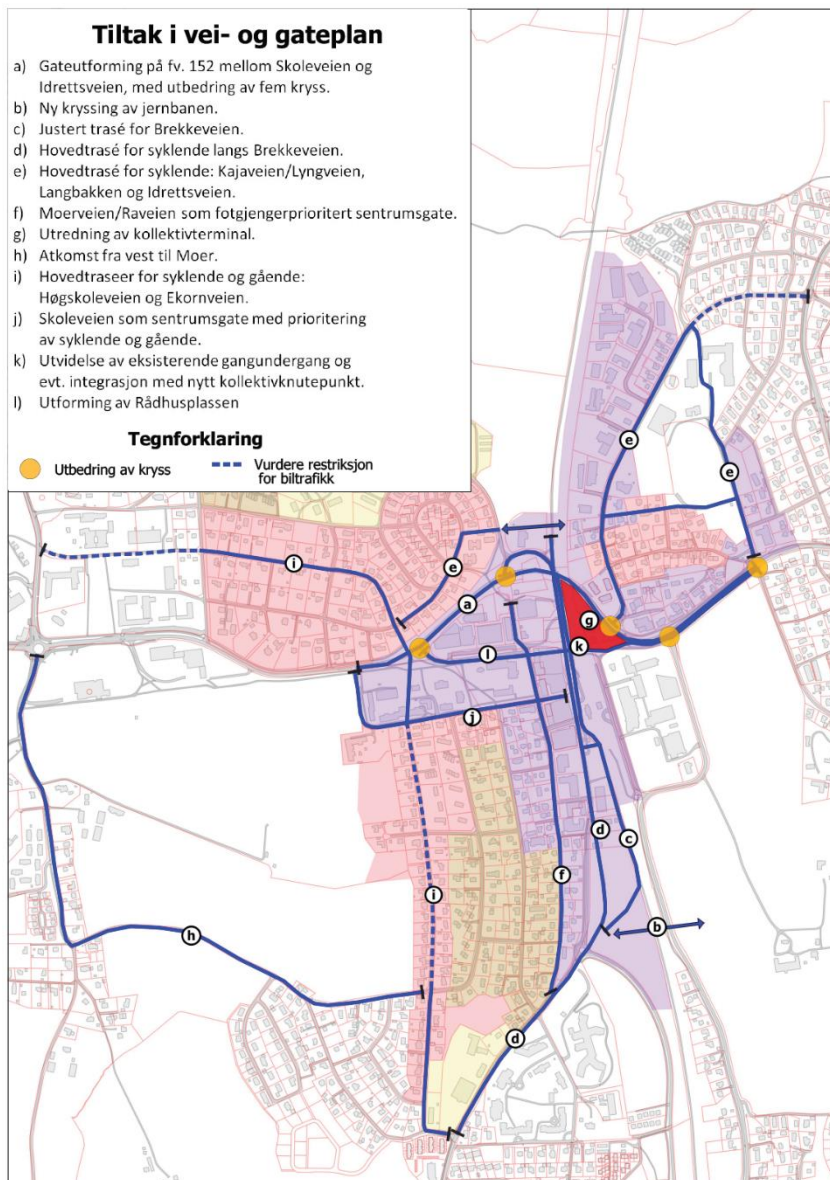 Tiltak i vei- og gateplan
a) Gateutforming på fv. 152 mellom Skoleveien og
Idrettsveien, med utbedring av fem kryss.
b) Ny kryssing av jernbanen.
c) Justert trasé for Brekkeveien.
d) Hovedtrasé for syklende langs Brekkeveien.
e) Hovedtrasé for syklende: Kajaveien/Lyngveien,
Langbakken og Idrettsveien.
f) Moerveien/Raveien som fotgjengerprioritert sentrumsgate.
g) Utredning av kollektivterminal.
h) Atkomst fra vest til Moer.
i) Hovedtraseer for syklende og gående:
Høgskoleveien og Ekornveien.
j) Skoleveien som sentrumsgate med prioritering
av syklende og gående.
k) Utvidelse av eksisterende gangundergang og
evt. integrasjon med nytt kollektivknutepunkt.
l) Utforming av Rådhusplassen
Tegnforklaring
Utbedring av kryss
Vurdere restriksjon
for biltrafikk
e
e
i
e
a
g
k
l
j
d
c
f
i
b
h
d